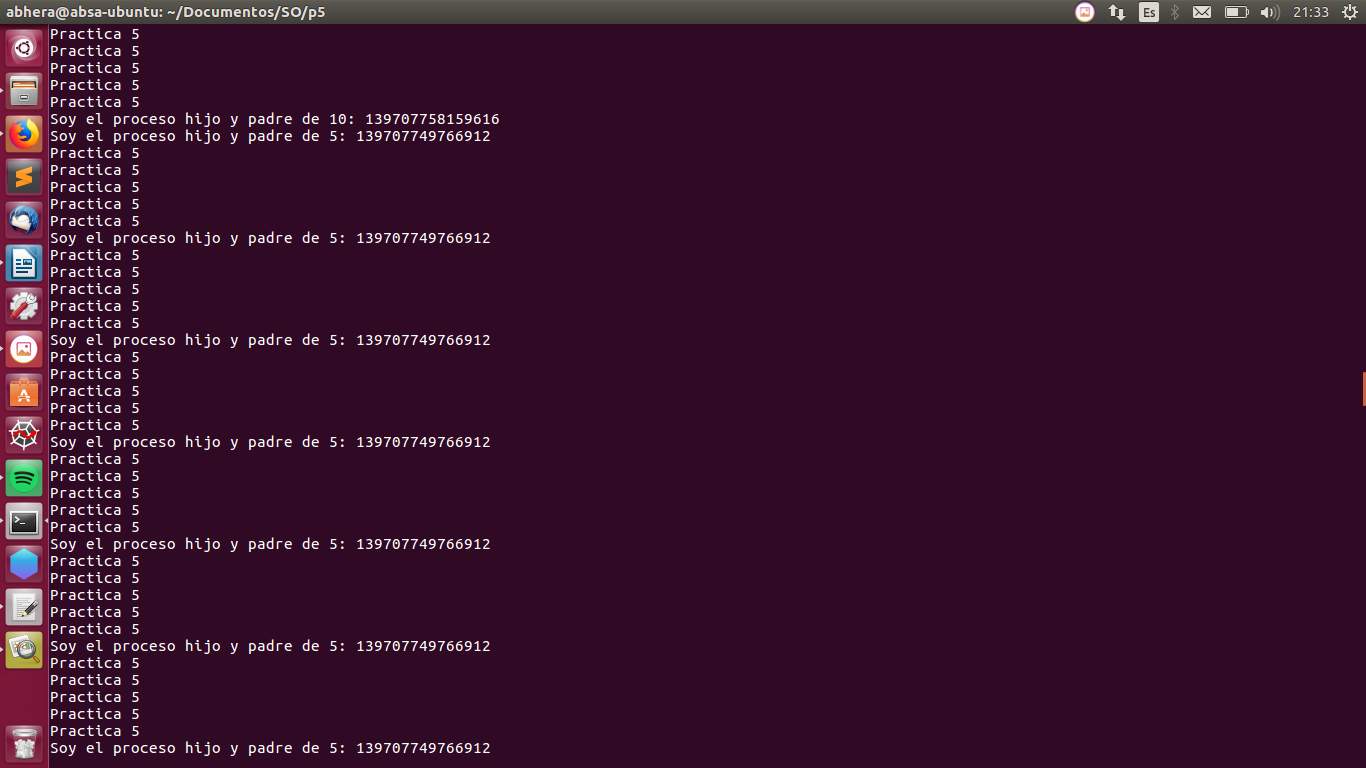 abhera@absa-ubuntu: ~/Documentos/SO/p5
Es
21:33
Practica 5
Practica 5
Practica 5
Practica 5
Practica 5
Soy el proceso hijo y padre de 10: 139707758159616
Soy el proceso hijo y padre de 5: 139707749766912
Practica 5
Practica 5
Practica 5
Practica 5
Practica 5
Soy el proceso hijo y padre de 5: 139707749766912
Practica 5
Practica 5
Practica 5
Practica 5
Practica 5
Soy el proceso hijo y padre de 5: 139707749766912
Practica 5
Practica 5
Practica 5
Practica 5
Practica 5
Soy el proceso hijo y padre de 5: 139707749766912
Practica 5
Practica 5
Practica 5
Practica 5
Practica 5
Soy el proceso hijo y padre de 5: 139707749766912
Practica 5
Practica 5
Practica 5
Practica 5
Practica 5
Soy el proceso hijo y padre de 5: 139707749766912
Practica 5
Practica 5
Practica 5
Practica 5
Practica 5
Soy el proceso hijo y padre de 5: 139707749766912